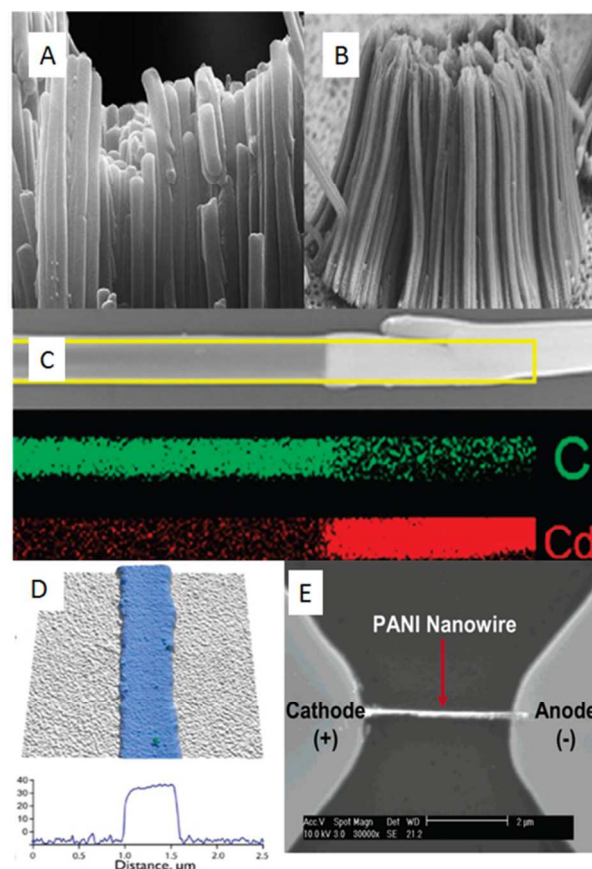 A
B
C
C
Cd
D
E
PANI Nanowire
Cathode
(+)
Anode
(-)
40
30
20
10
0
0 0.5 1.0 1.5 2.0 2.5
Distance, µm
Acc.V Spot Magn Det WD 2 µm
10.0 kV 3.0 30000x SE 21.2